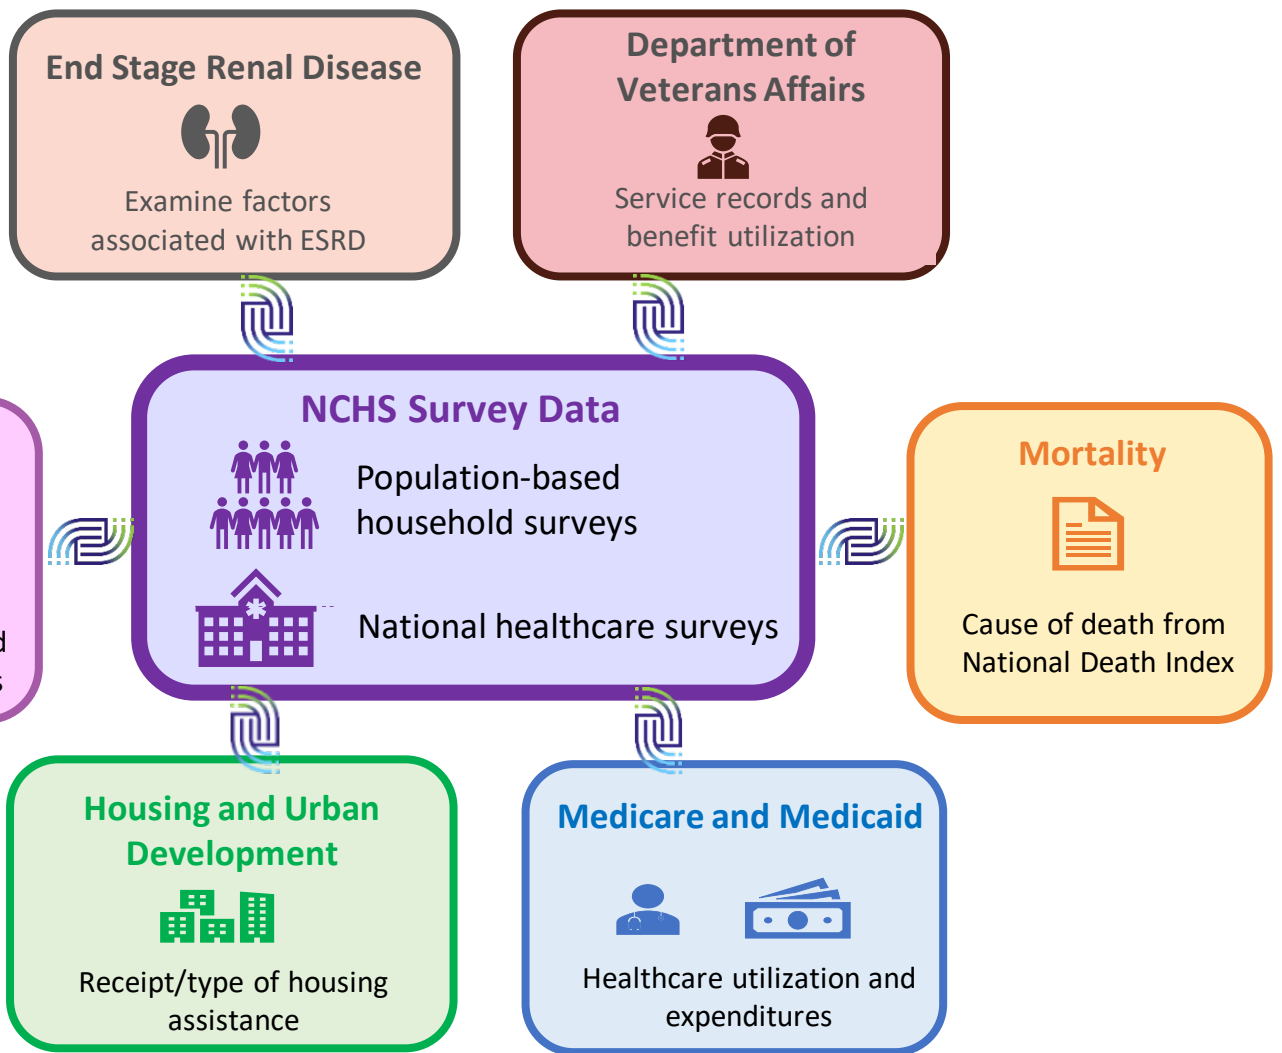 End Stage Renal Disease
Examine factors
associated with ESRD
Department of
Veterans Affairs
Service records and
benefit utilization
NCHS Survey Data
Population-based
household surveys
National healthcare surveys
Mortality
Cause of death from
National Death Index
Housing and Urban
Development
Receipt/type of housing
assistance
Medicare and Medicaid
Healthcare utilization and
expenditures